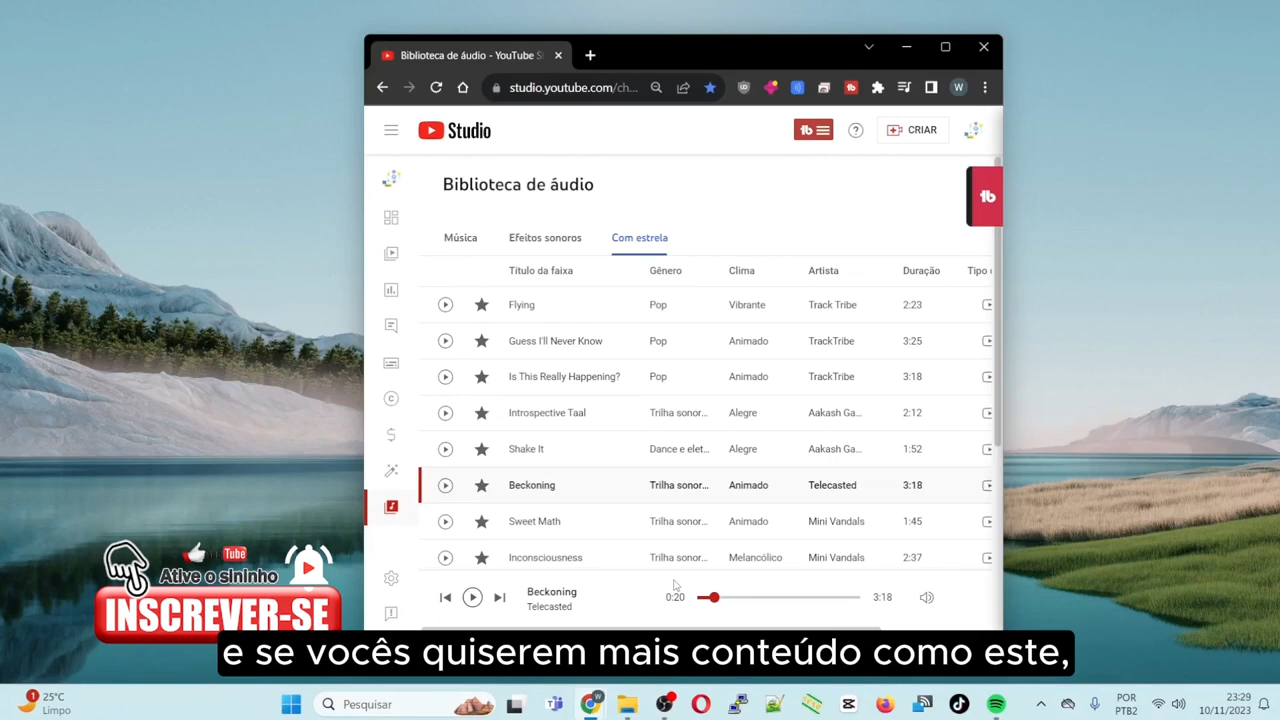 Biblioteca de áudio - YouTube S
studio.youtube.com/ch...
W
Studio
tb
?
CRIAR
Biblioteca de áudio
tb
Música Efeitos sonoros Com estrela
Título da faixa Gênero Clima Artista Duração Tipo
Flying Pop Vibrante Track Tribe 2:23
Guess I'll Never Know Pop Animado TrackTribe 3:25
Is This Really Happening? Pop Animado TrackTribe 3:18
Introspective Taal Trilha sonor... Alegre Aakash Ga... 2:12
Shake It Dance e elet... Alegre Aakash Ga... 1:52
Beckoning Trilha sonor... Animado Telecasted 3:18
Sweet Math Trilha sonor... Animado Mini Vandals 1:45
Inconsciousness Trilha sonor... Melancólico Mini Vandals 2:37
Beckoning
Telecasted
0:20 3:18
Tube
Ative o sininho
INSCREVER-SE
e se vocês quiserem mais conteúdo como este,
1
25°C
Limpo
Pesquisar
W
POR
PTB2
23:29
10/11/2023